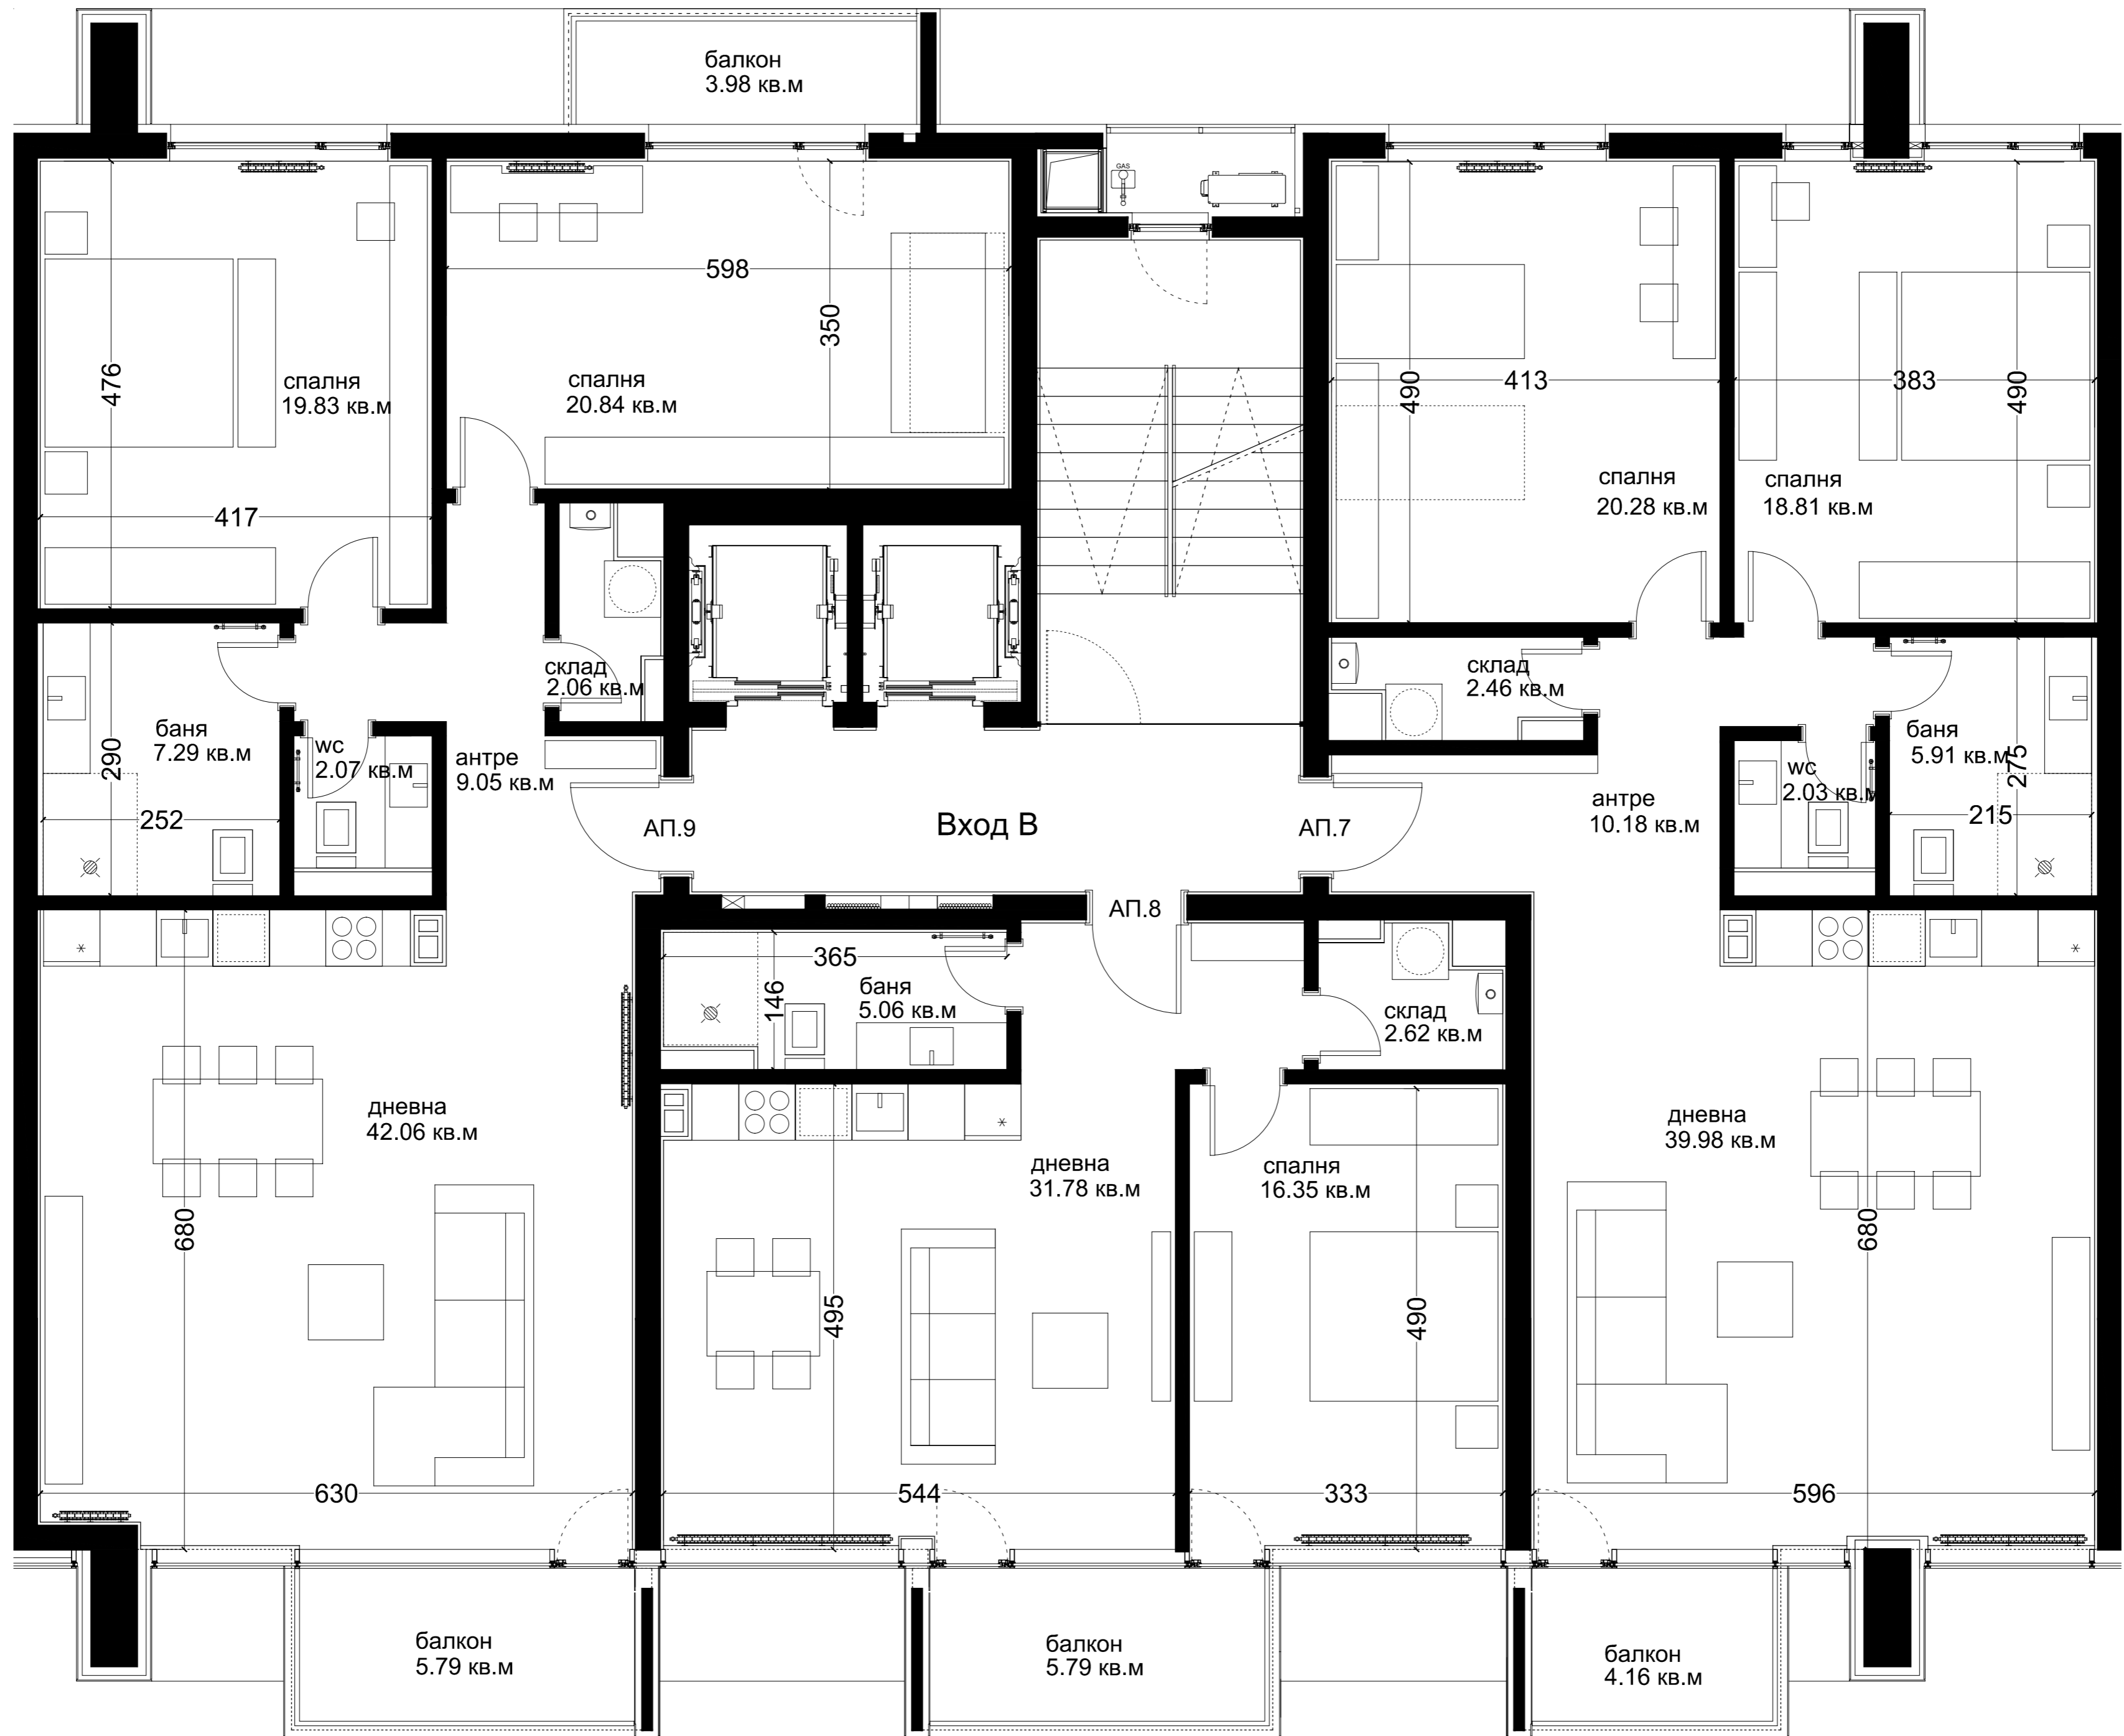 балкон
3.98 кв.м
GAS
598
350
476
спалня
19.83 кв.м
спалня
20.84 кв.м
417
490
413
383
490
спалня
20.28 кв.м
спалня
18.81 кв.м
склад
2.06 кв.м
склад
2.46 кв.м
баня
7.29 кв.м
290
252
wc
2.07 кв.м
антре
9.05 кв.м
АП.9
Вход В
АП.7
антре
10.18 кв.м
wc
2.03 кв.м
баня
5.91 кв.м
275
215
АП.8
365
146
баня
5.06 кв.м
склад
2.62 кв.м
дневна
42.06 кв.м
680
дневна
31.78 кв.м
спалня
16.35 кв.м
дневна
39.98 кв.м
680
495
490
630
544
333
596
балкон
5.79 кв.м
балкон
5.79 кв.м
балкон
4.16 кв.м